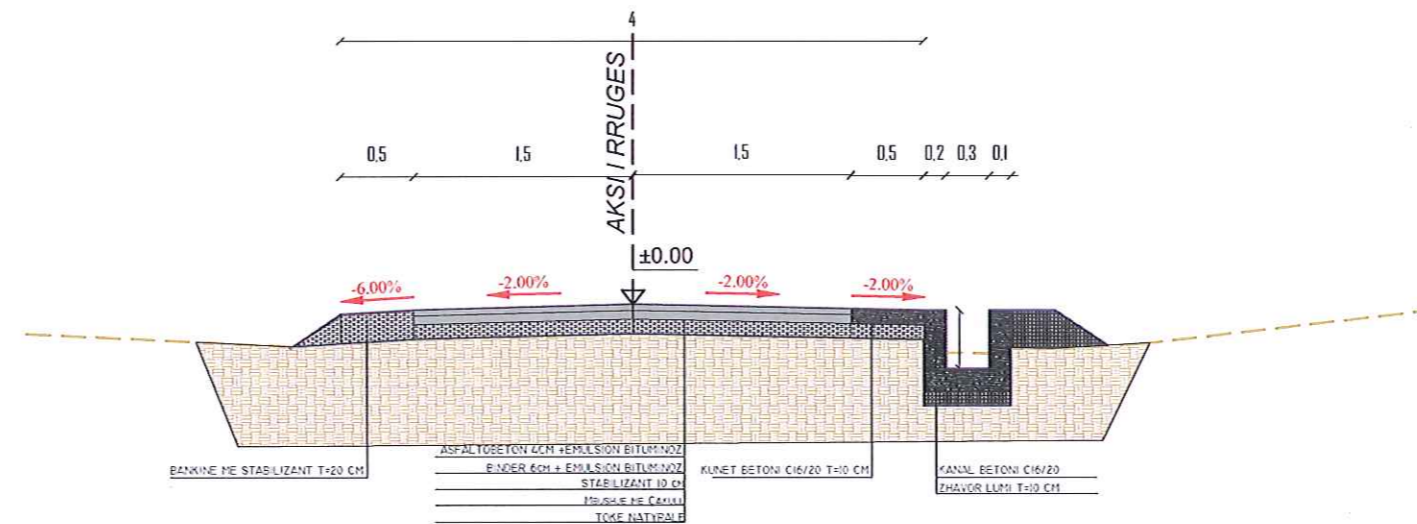 4
AKSI I RRUGES
0,5 1,5 1,5 0,5 0,2 0,3 0,1
±0.00
-6.00% -2.00% -2.00% -2.00%
ASFALTOBETON 4CM +EMULSION BITUMINOZ
BANKINE ME STABILIZANT T=20 CM
BINDER 6cm + EMULSION BITUMINOZ
KUNET BETONI C16/20 T=10 CM
KANAL BETONI C16/20
STABILIZANT 10 cM
ZHAVOR LUMI T=10 CM
MBUSHJE ME ÇAKULL
TOKE NATYRALE